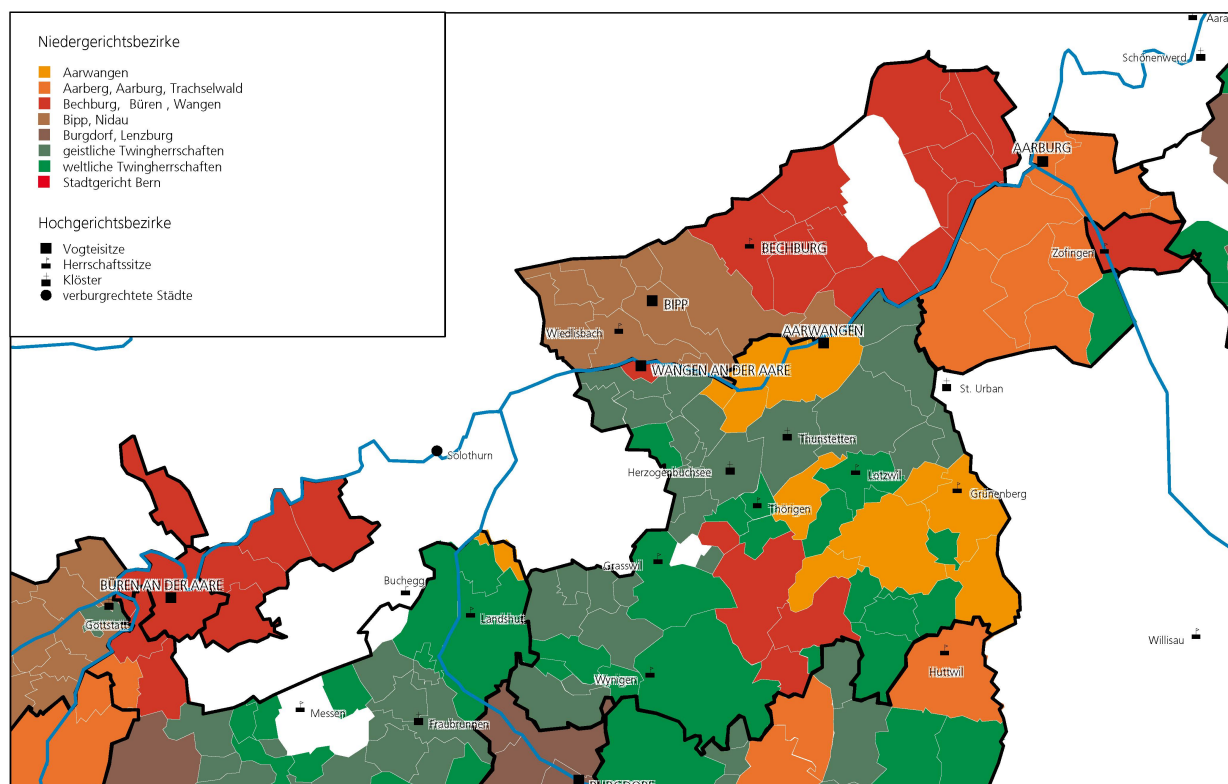 Niedergerichtsbezirke
Aarwangen
Aarberg, Aarburg, Trachselwald
Bechburg, Büren , Wangen
Bipp, Nidau
Burgdorf, Lenzburg
geistliche Twingherrschaften
weltliche Twingherrschaften
Stadtgericht Bern
Hochgerichtsbezirke
Vogteisitze
Herrschaftssitze
Klöster
verburgrechtete Städte
Schönenwerd
AARBURG
BECHBURG
Zofingen
BIPP
Wiedlisbach
AARWANGEN
WANGEN AN DER AARE
St. Urban
Thunstetten
Solothurn
Herzogenbuchsee
Lotzwil
Grünenberg
Thörigen
Grasswil
Buchegg
BÜREN AN DER AARE
Gottstatt
Landshut
Willisau
Huttwil
Wynigen
Messen
Fraubrunnen